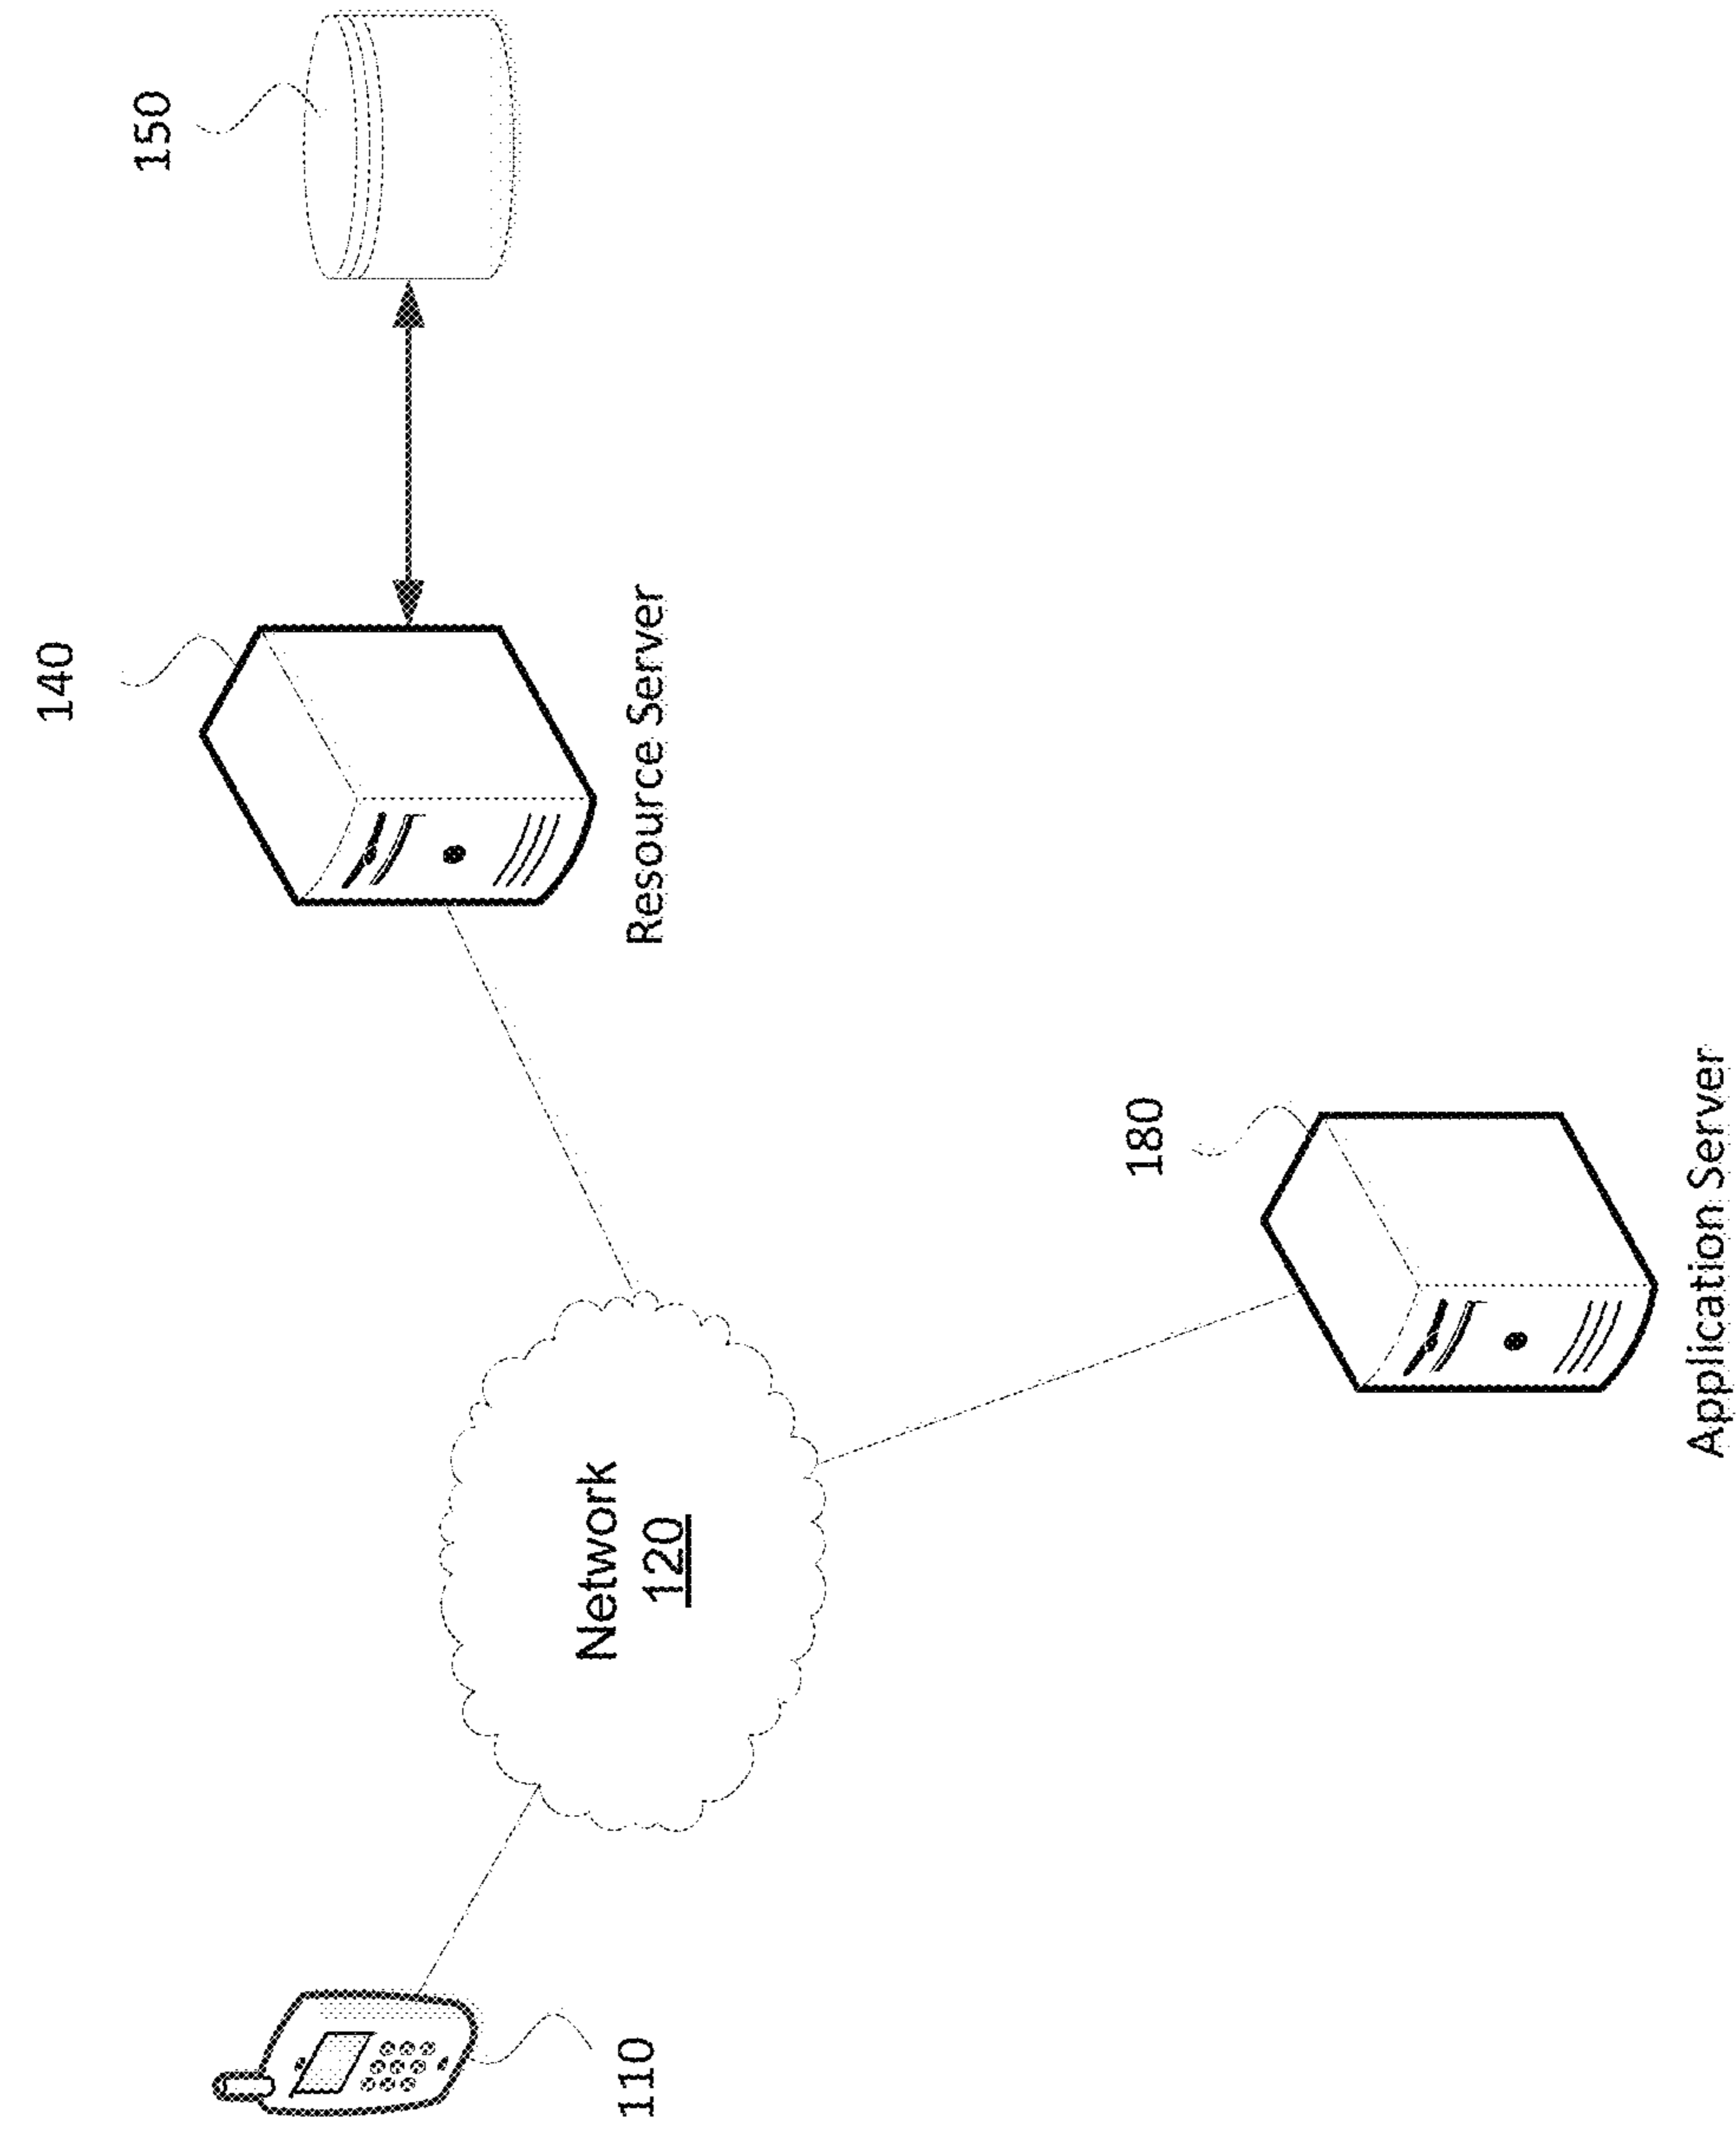 150
140
Resource Server
180
Application Server
Network
120
110